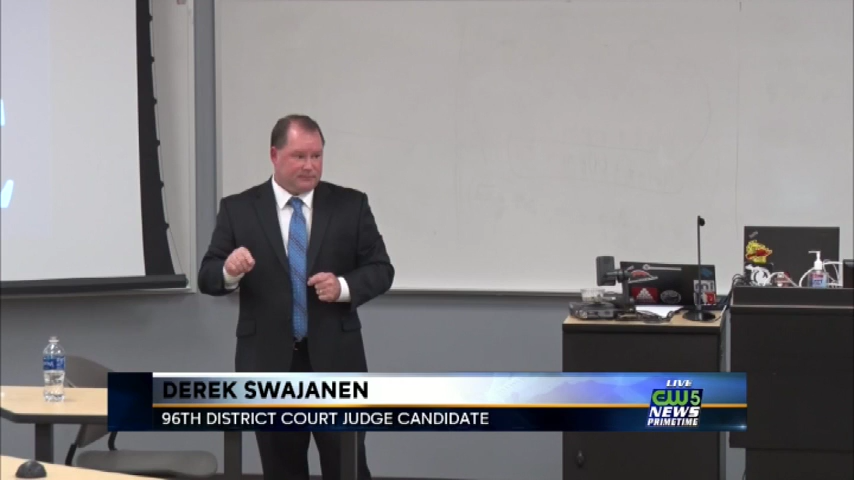 DEREK SWAJANEN
96TH DISTRICT COURT JUDGE CANDIDATE
LIVE
CW5
NEWS
PRIMETIME